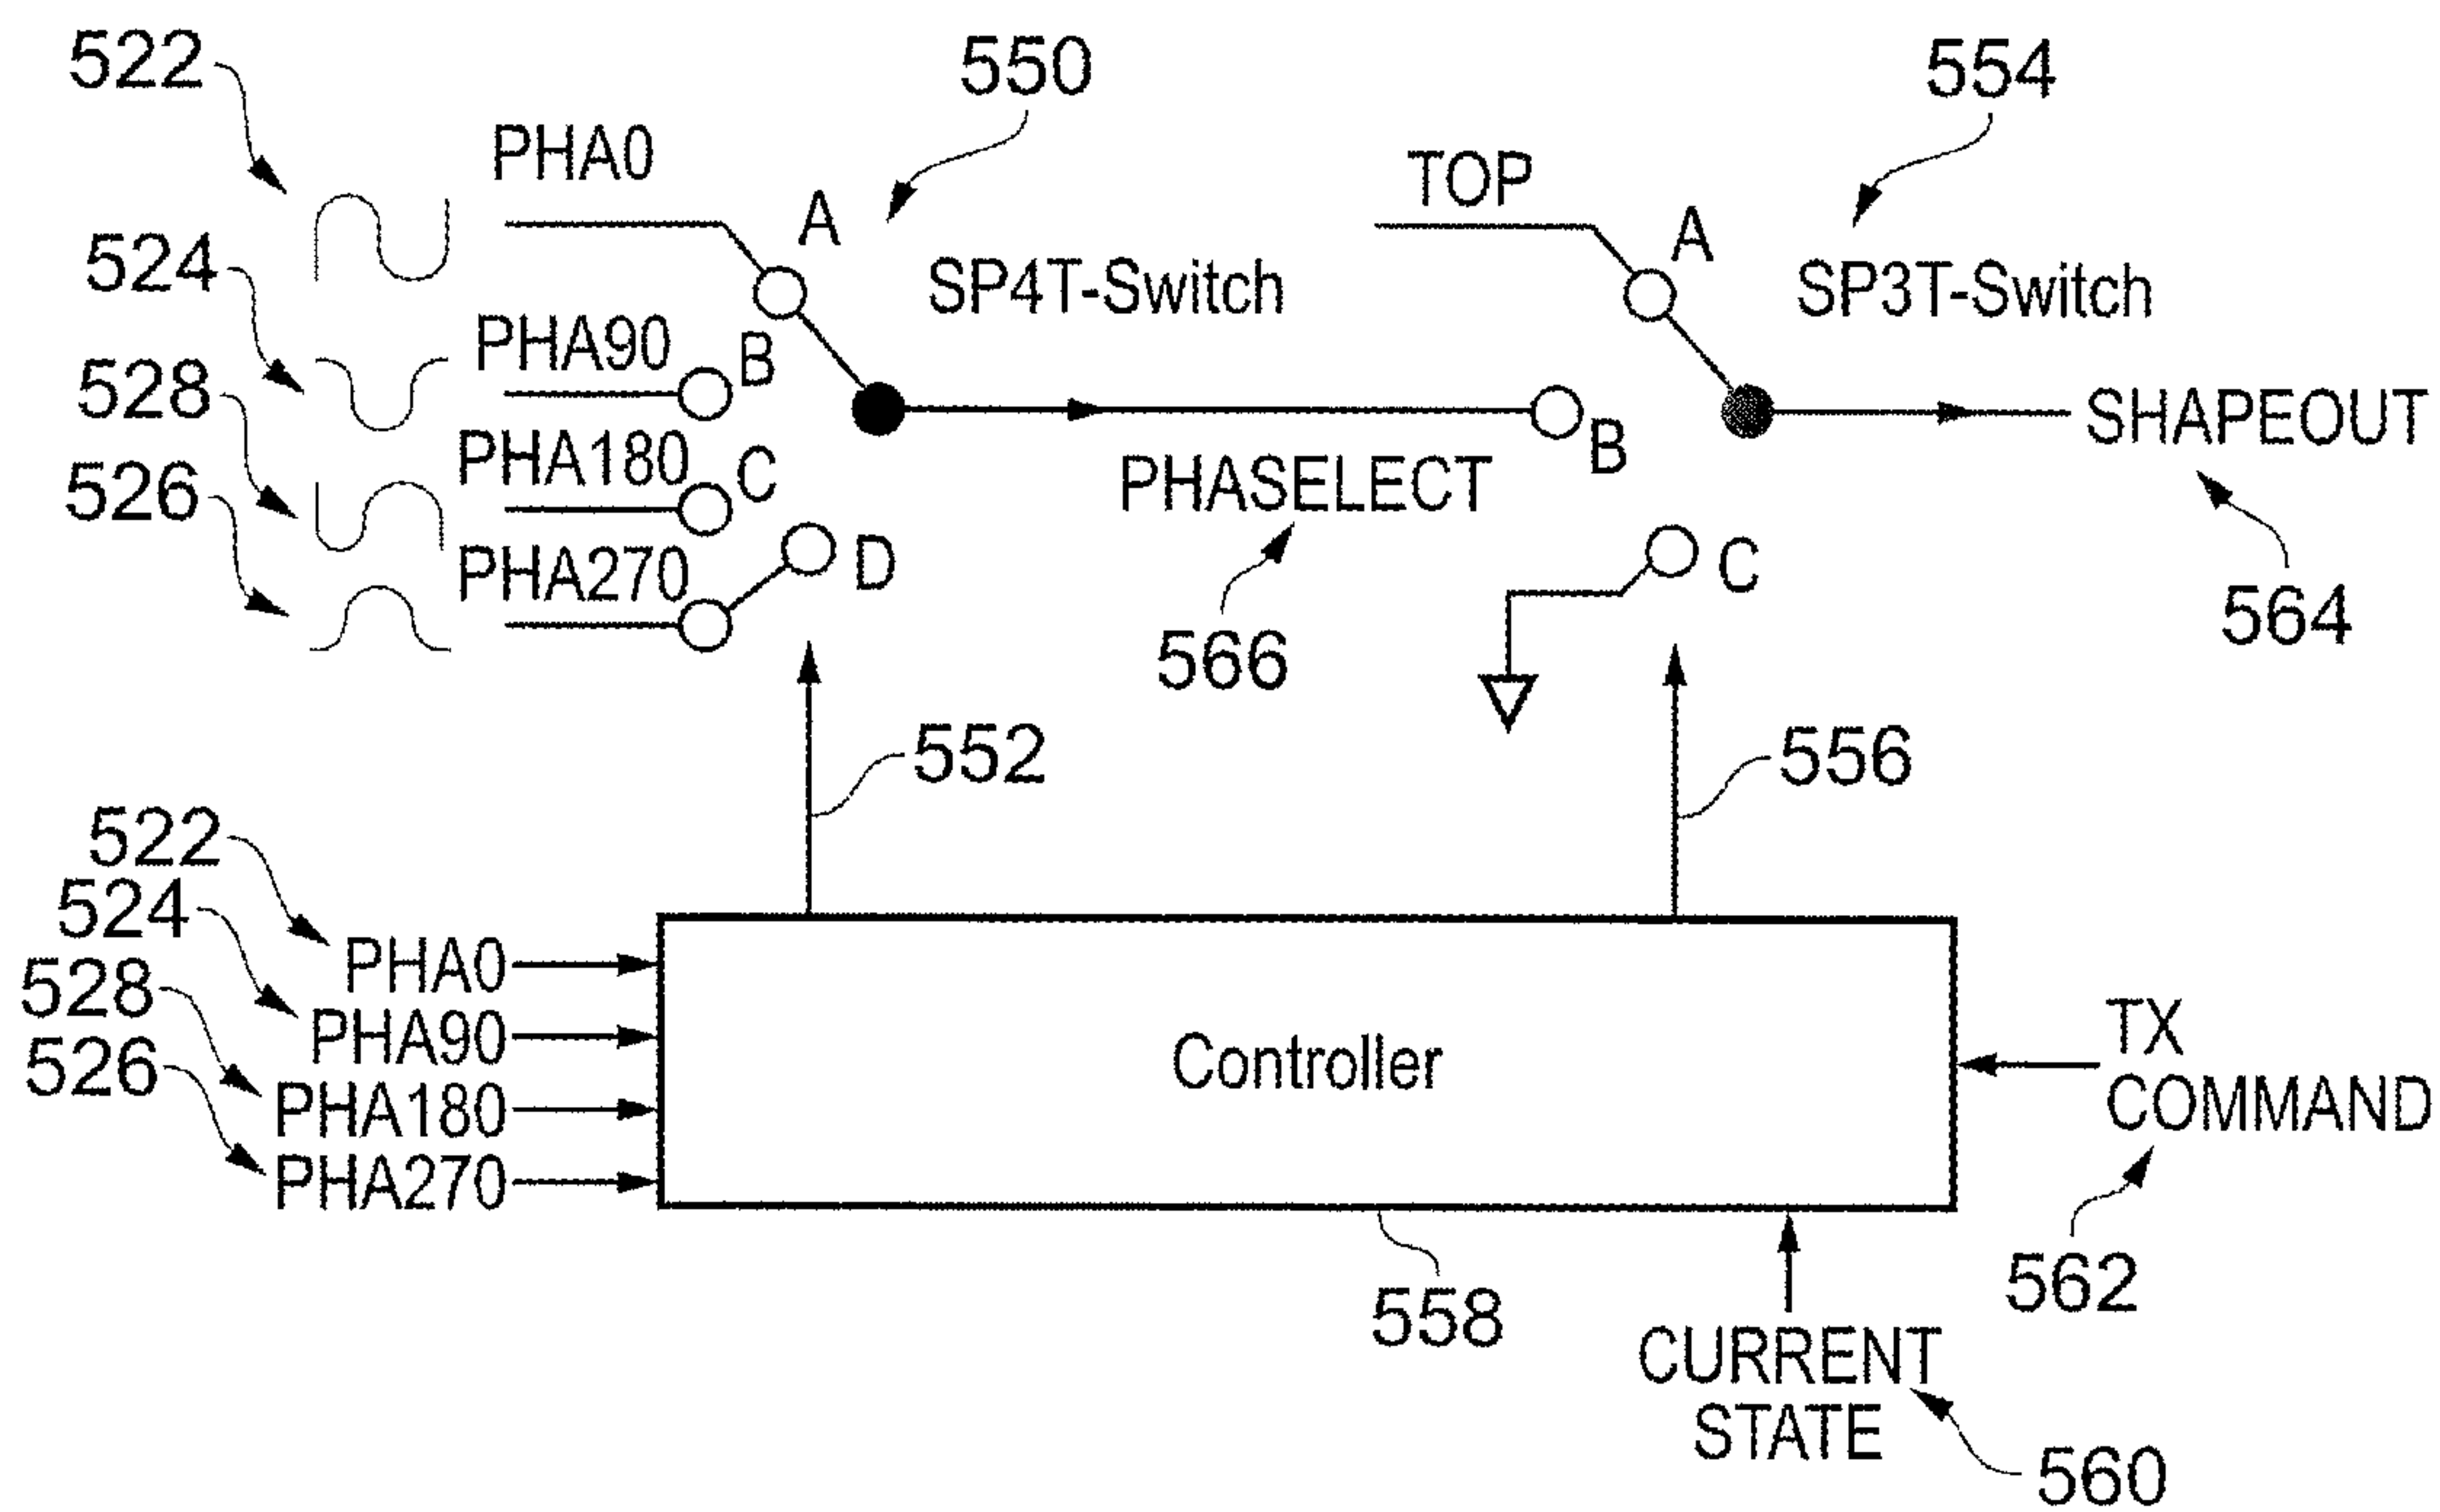 522
550
554
PHA0
TOP
A
A
524
SP4T-Switch
SP3T-Switch
PHA90
B
528
SHAPEOUT
PHA180
C
B
526
PHASELECT
PHA270
D
C
566
564
552
556
522
524
PHA0
528
PHA90
TX
COMMAND
526
Controller
PHA180
PHA270
562
558
CURRENT
STATE
560